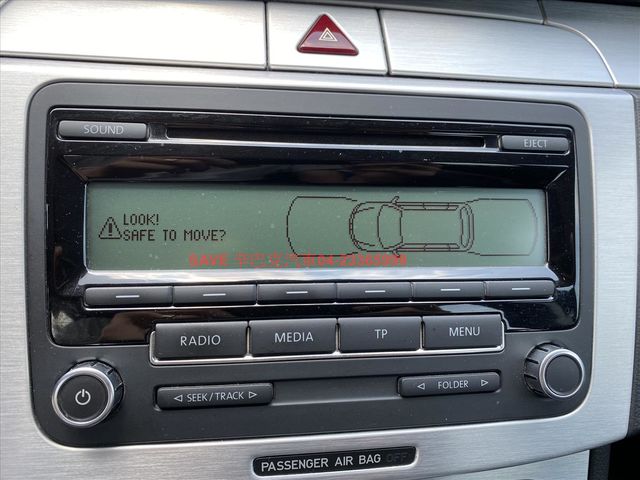 SOUND
EJECT
LOOK!
SAFE TO MOVE?
RADIO
MEDIA
TP
MENU
SEEK / TRACK
FOLDER
PASSENGER AIR BAG OFF